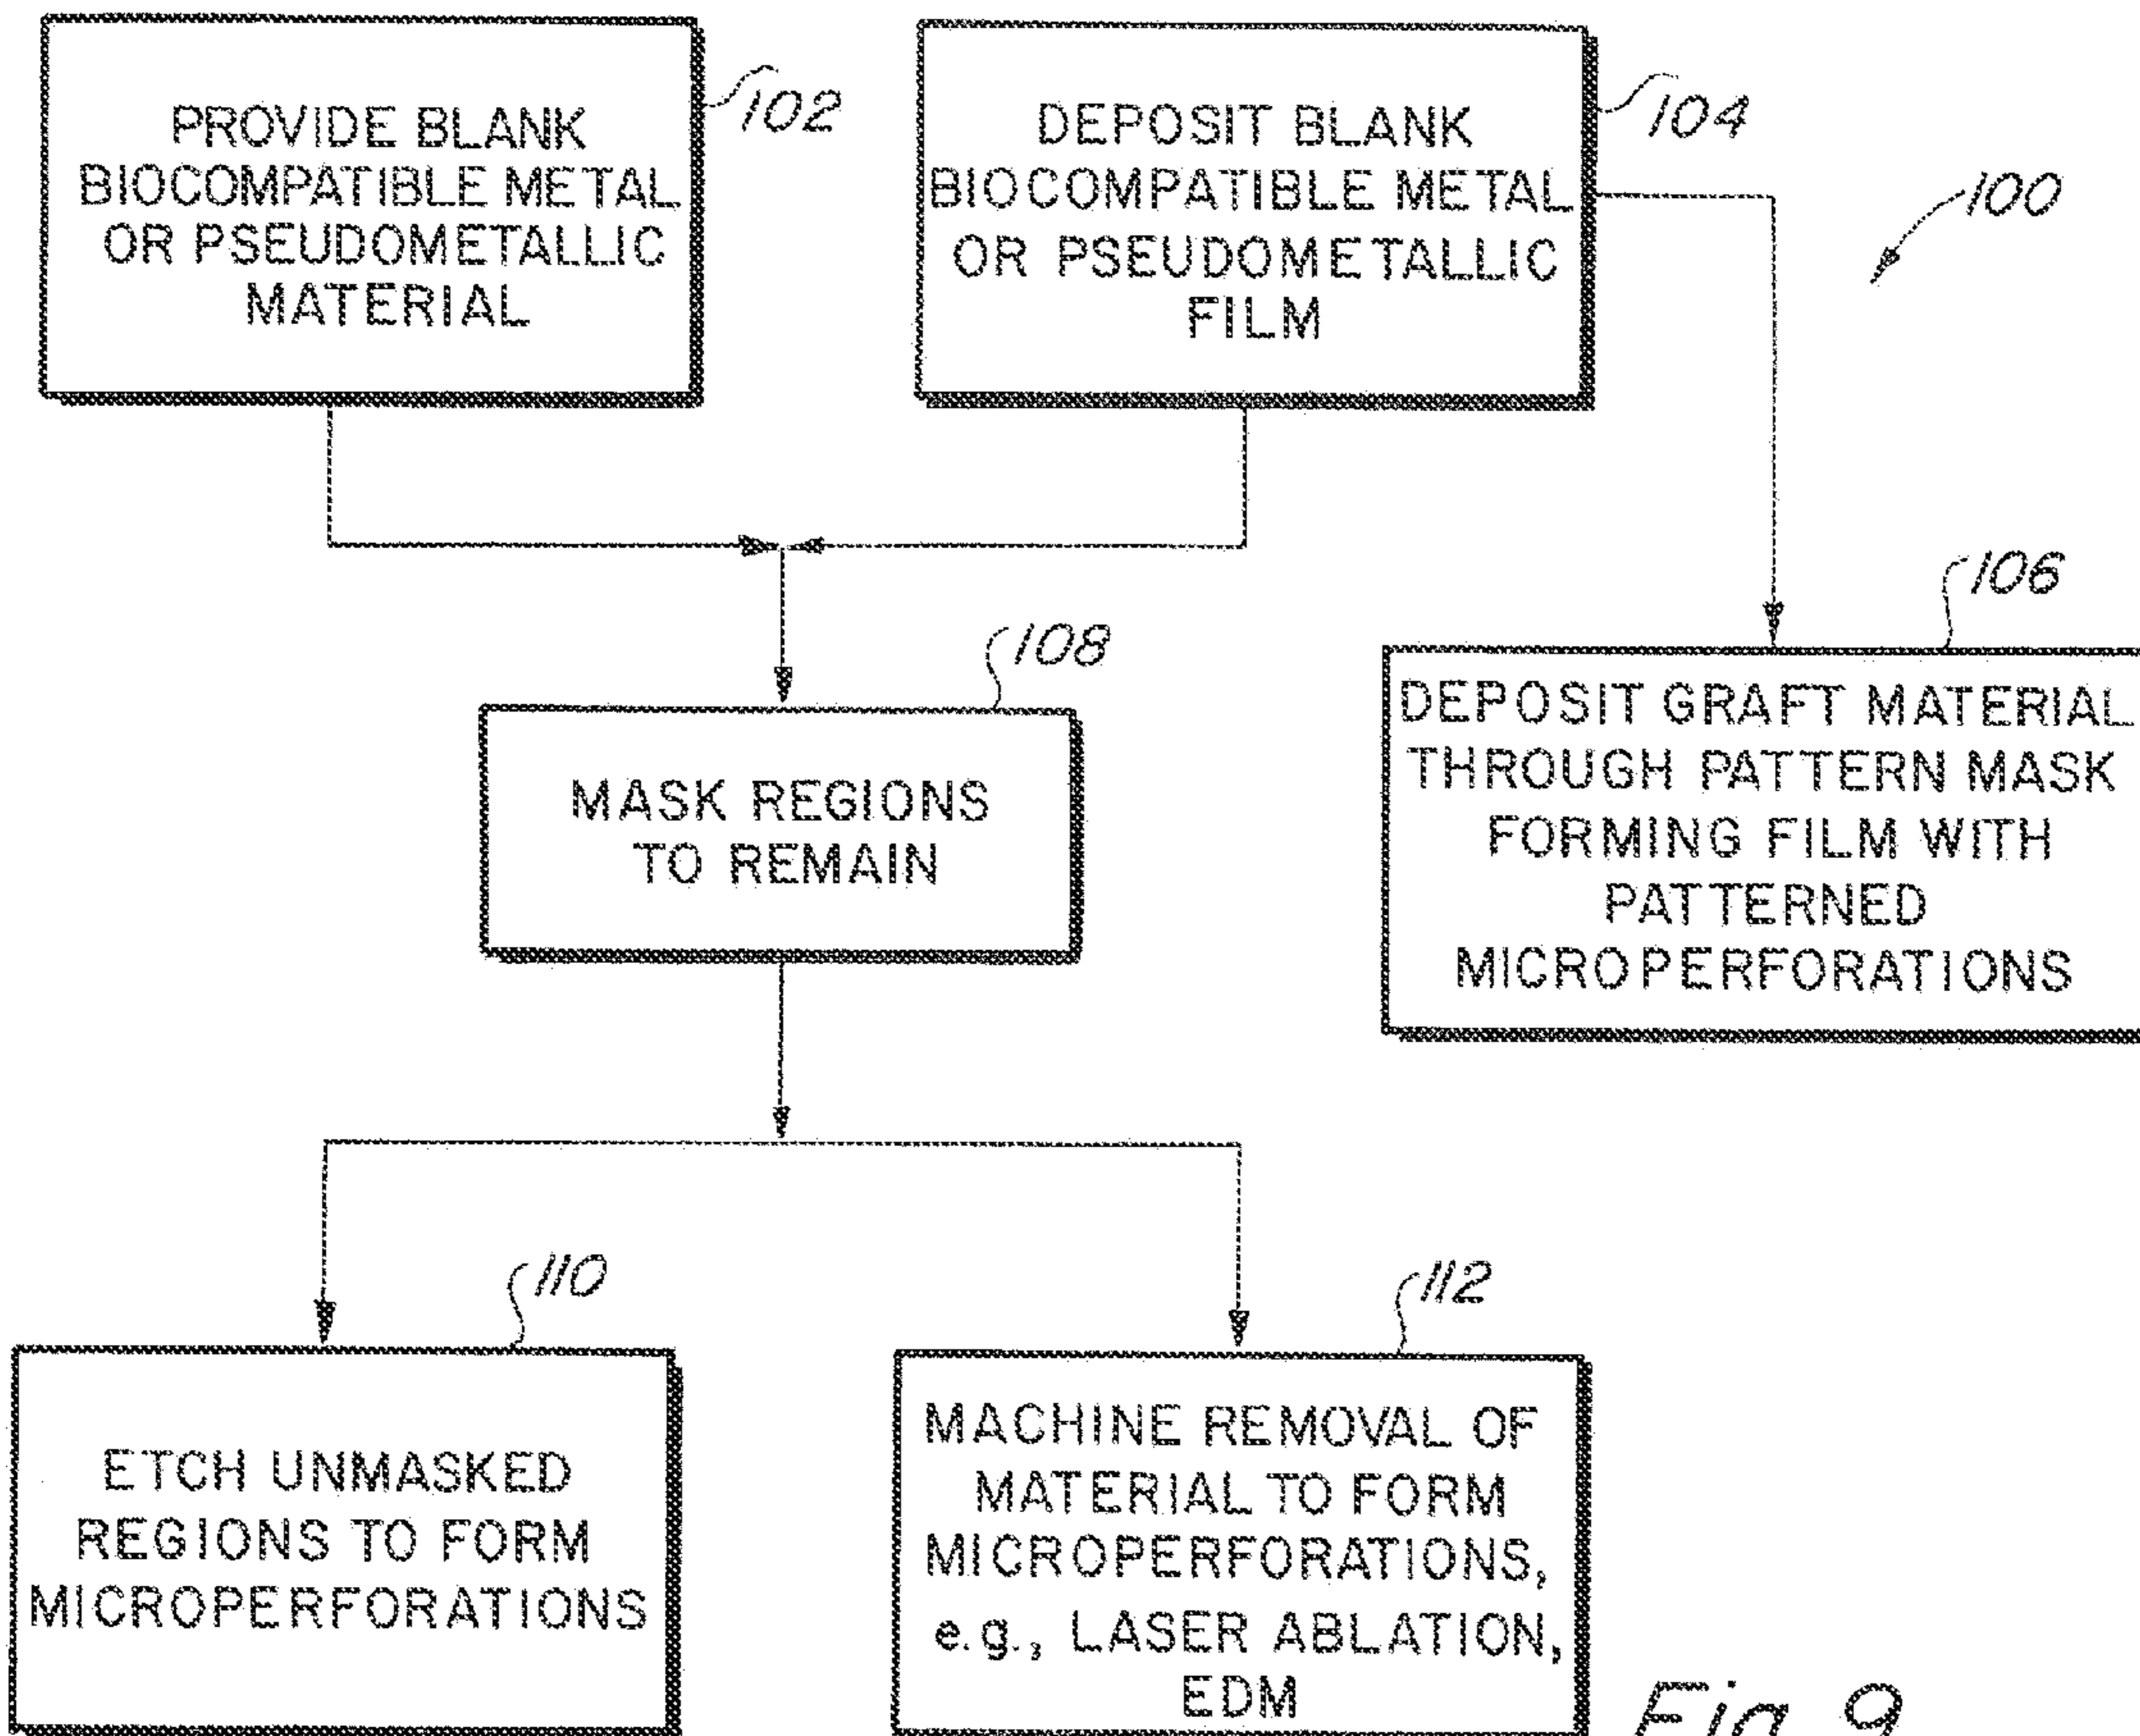 PROVIDE BLANK
BIOCOMPATIBLE METAL
OR PSEUDOMETALLIC
MATERIAL
102
DEPOSIT BLANK
BIOCOMPATIBLE METAL
OR PSEUDOMETALLIC
FILM
104
100
106
DEPOSIT GRAFT MATERIAL
THROUGH PATTERN MASK
FORMING FILM WITH
PATTERNED
MICROPERFORATIONS
108
MASK REGIONS
TO REMAIN
110
ETCH UNMASKED
REGIONS TO FORM
MICROPERFORATIONS
112
MACHINE REMOVAL OF
MATERIAL TO FORM
MICROPERFORATIONS,
e.g., LASER ABLATION,
EDM
Fig. 9